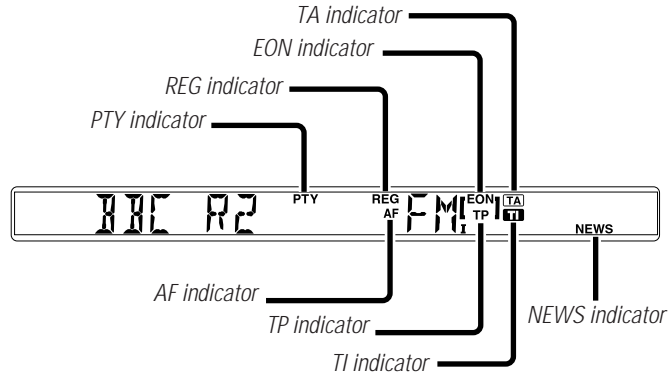 TA indicator
EON indicator
REG indicator
PTY indicator
BBC R2 PTY REG AF FM I EON TP TA TI NEWS
AF indicator
TP indicator
NEWS indicator
TI indicator